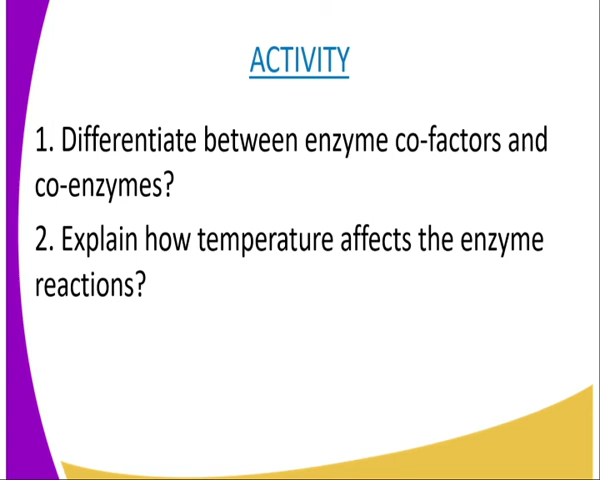 ACTIVITY
1. Differentiate between enzyme co-factors and
co-enzymes?
2. Explain how temperature affects the enzyme
reactions?